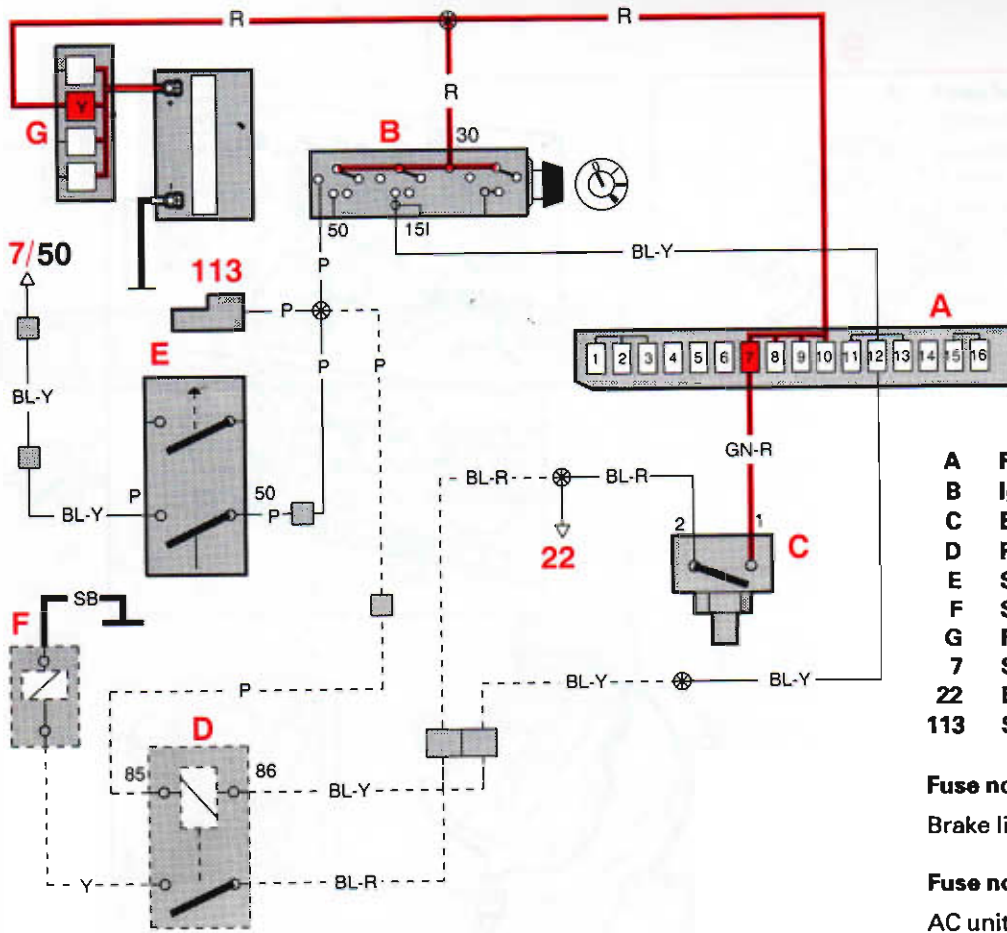 R
R
R
B
30
G
Y
+
-
50
15I
BL-Y
7/50
P
113
P
A
E
1 2 3 4 5 6 7 8 9 10 11 12 13 14 15 16
P
P
BL-Y
GN-R
BL-R
BL-R
P
50
P
BL-Y
22
2
1
C
SB
F
P
BL-Y
BL-Y
D
85
86
BL-Y
Y
BL-R
A F
B I
C
D
E S
F S
G F
7 S
22
113 S
Fuse no
Brake li
Fuse no
AC unit